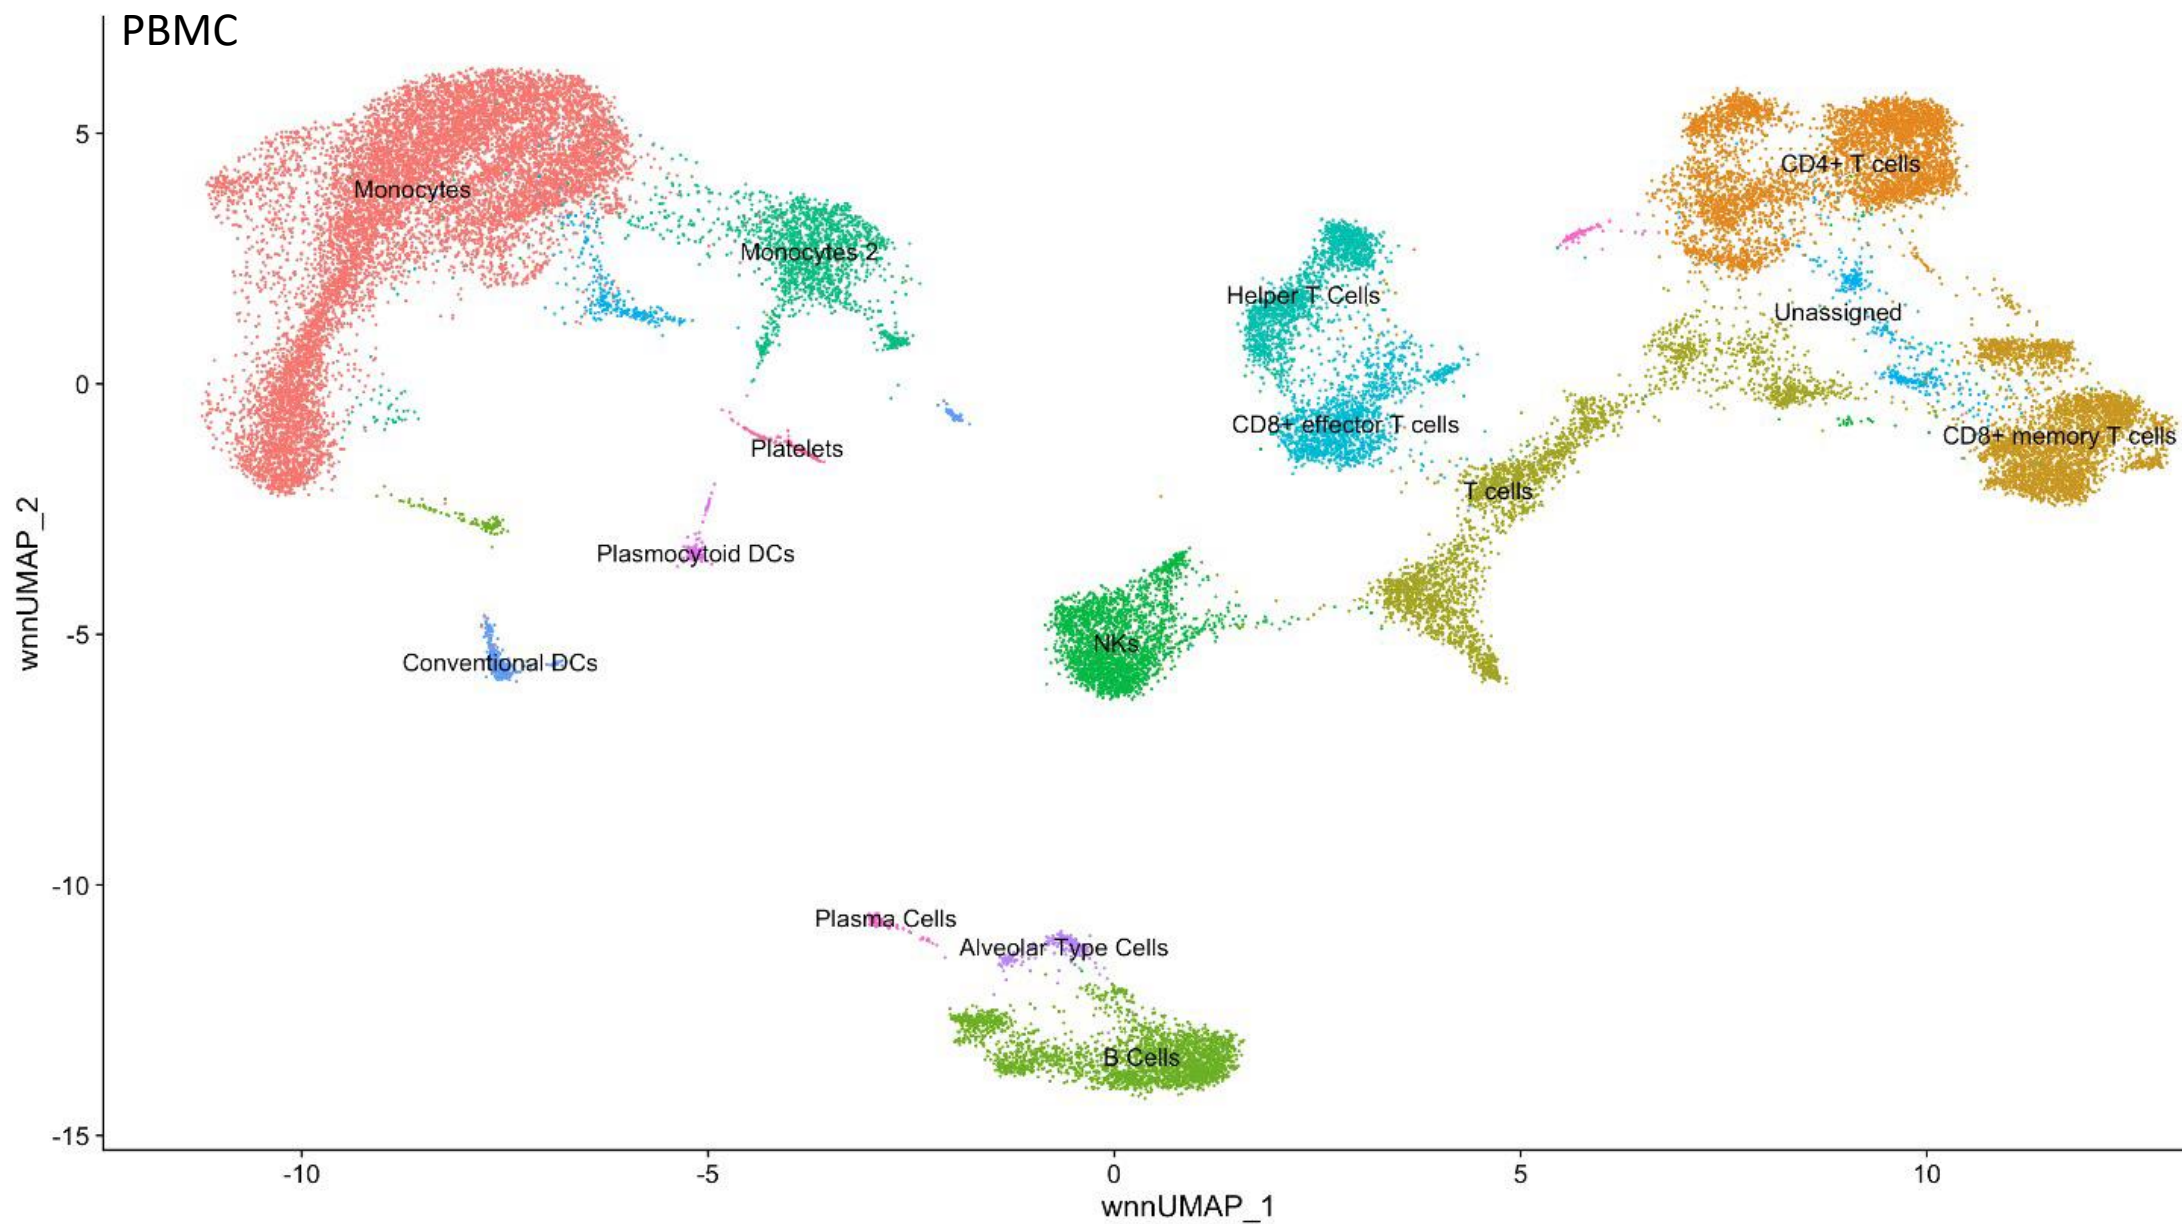 PBMC
5
0
-5
-10
-15
wnnUMAP_2
Monocytes
Monocytes 2
CD4+ T cells
Helper T Cells
Unassigned
CD8+ effector T cells
CD8+ memory T cells
Platelets
T cells
Plasmocytoid DCs
NKs
Conventional DCs
Plasma Cells
Alveolar Type Cells
B Cells
-10 -5 0 5 10
wnnUMAP_1